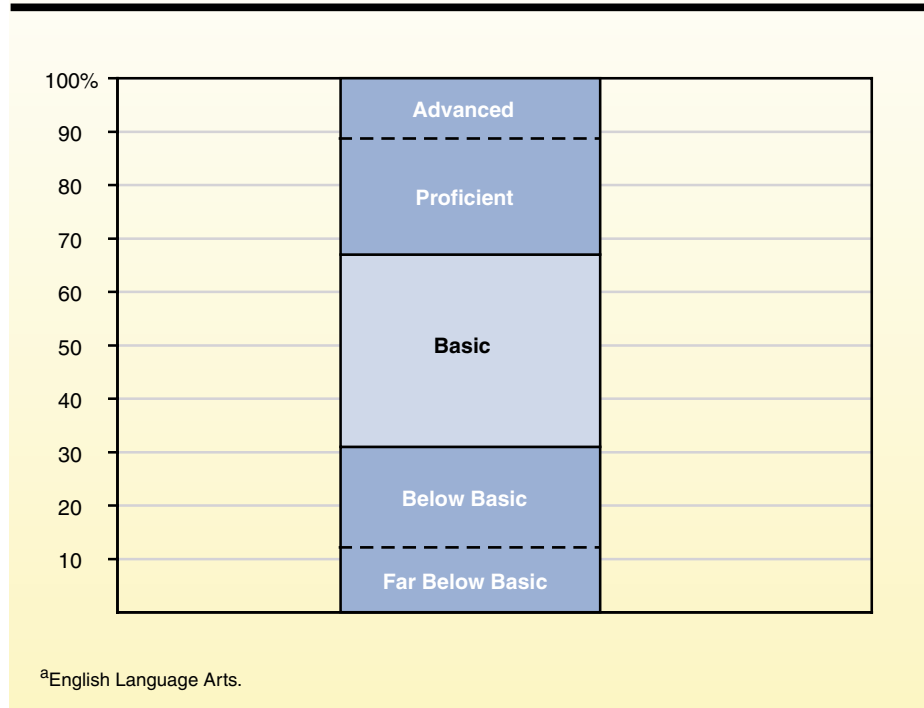 100%
Advanced
90
80
Proficient
70
60
50
Basic
40
30
Below Basic
20
10
Far Below Basic
aEnglish Language Arts.